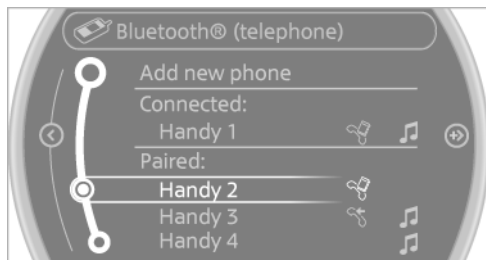 Bluetooth® (telephone)
Add new phone
Connected:
Handy 1
Paired:
Handy 2
Handy 3
Handy 4